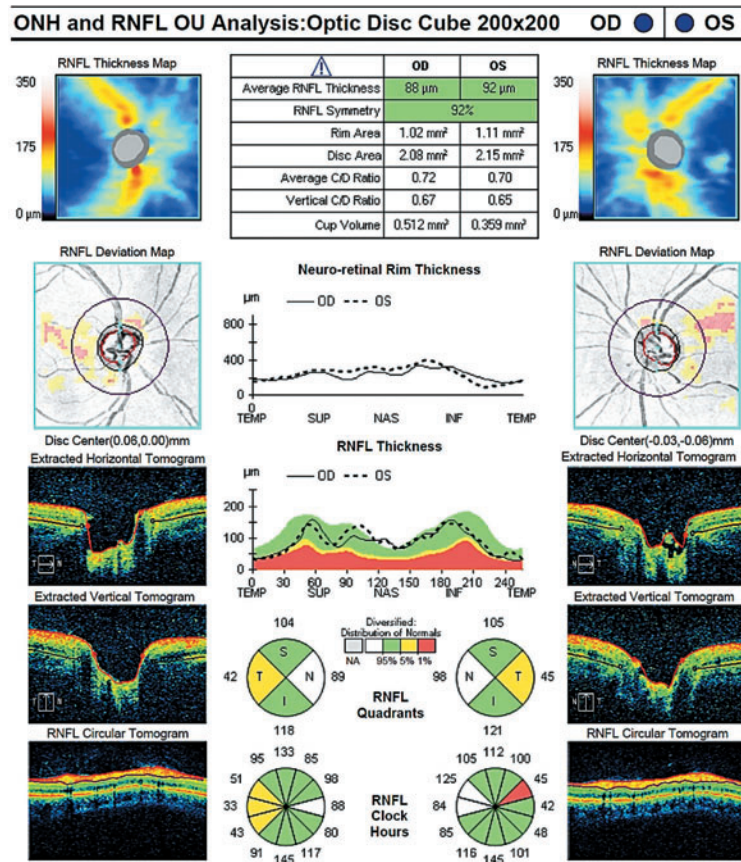 ONH and RNFL OU Analysis:Optic Disc Cube 200x200 OD OS
RNFL Thickness Map
350
175
0 µm
OD OS
Average RNFL Thickness 88 µm 92 µm
RNFL Symmetry 92%
Rim Area 1.02 mm² 1.11 mm²
Disc Area 2.08 mm² 2.15 mm²
Average C/D Ratio 0.72 0.70
Vertical C/D Ratio 0.67 0.65
Cup Volume 0.512 mm³ 0.359 mm³
RNFL Thickness Map
350
175
0 µm
RNFL Deviation Map
Disc Center(0.06,0.00)mm
Neuro-retinal Rim Thickness
µm OD OS
800
400
0
0
TEMP SUP NAS INF TEMP
RNFL Deviation Map
Disc Center(-0.03,-0.06)mm
Extracted Horizontal Tomogram
T N
RNFL Thickness
µm OD OS
200
100
0
0 30 60 90 120 150 180 210 240
TEMP SUP NAS INF TEMP
Extracted Horizontal Tomogram
N T
Extracted Vertical Tomogram
104
S
42 T N 89
I
118
Diversified:
Distribution of Normals
NA 95% 5% 1%
RNFL
Quadrants
105
S
98 N T 45
I
121
Extracted Vertical Tomogram
RNFL Circular Tomogram
133
95 85
51 98
33 88
43 80
91 117
145
RNFL
Clock
Hours
112
105 100
125 45
84 42
85 48
116 101
145
RNFL Circular Tomogram